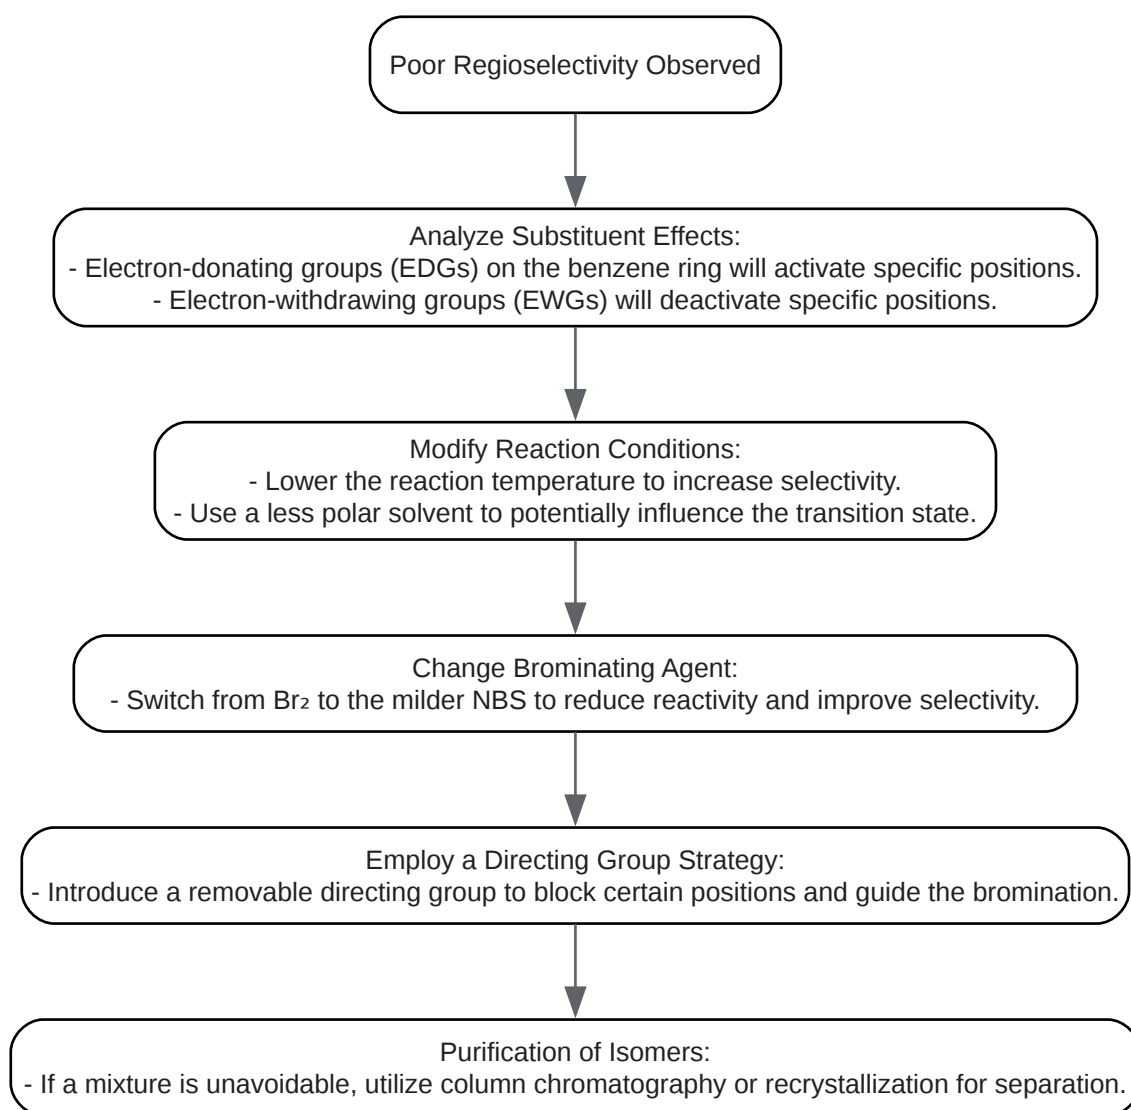 Poor Regioselectivity Observed
Analyze Substituent Effects:
- Electron-donating groups (EDGs) on the benzene ring will activate specific positions.
- Electron-withdrawing groups (EWGs) will deactivate specific positions.
Modify Reaction Conditions:
- Lower the reaction temperature to increase selectivity.
- Use a less polar solvent to potentially influence the transition state.
Change Brominating Agent:
- Switch from Br₂ to the milder NBS to reduce reactivity and improve selectivity.
Employ a Directing Group Strategy:
- Introduce a removable directing group to block certain positions and guide the bromination.
Purification of Isomers:
- If a mixture is unavoidable, utilize column chromatography or recrystallization for separation.